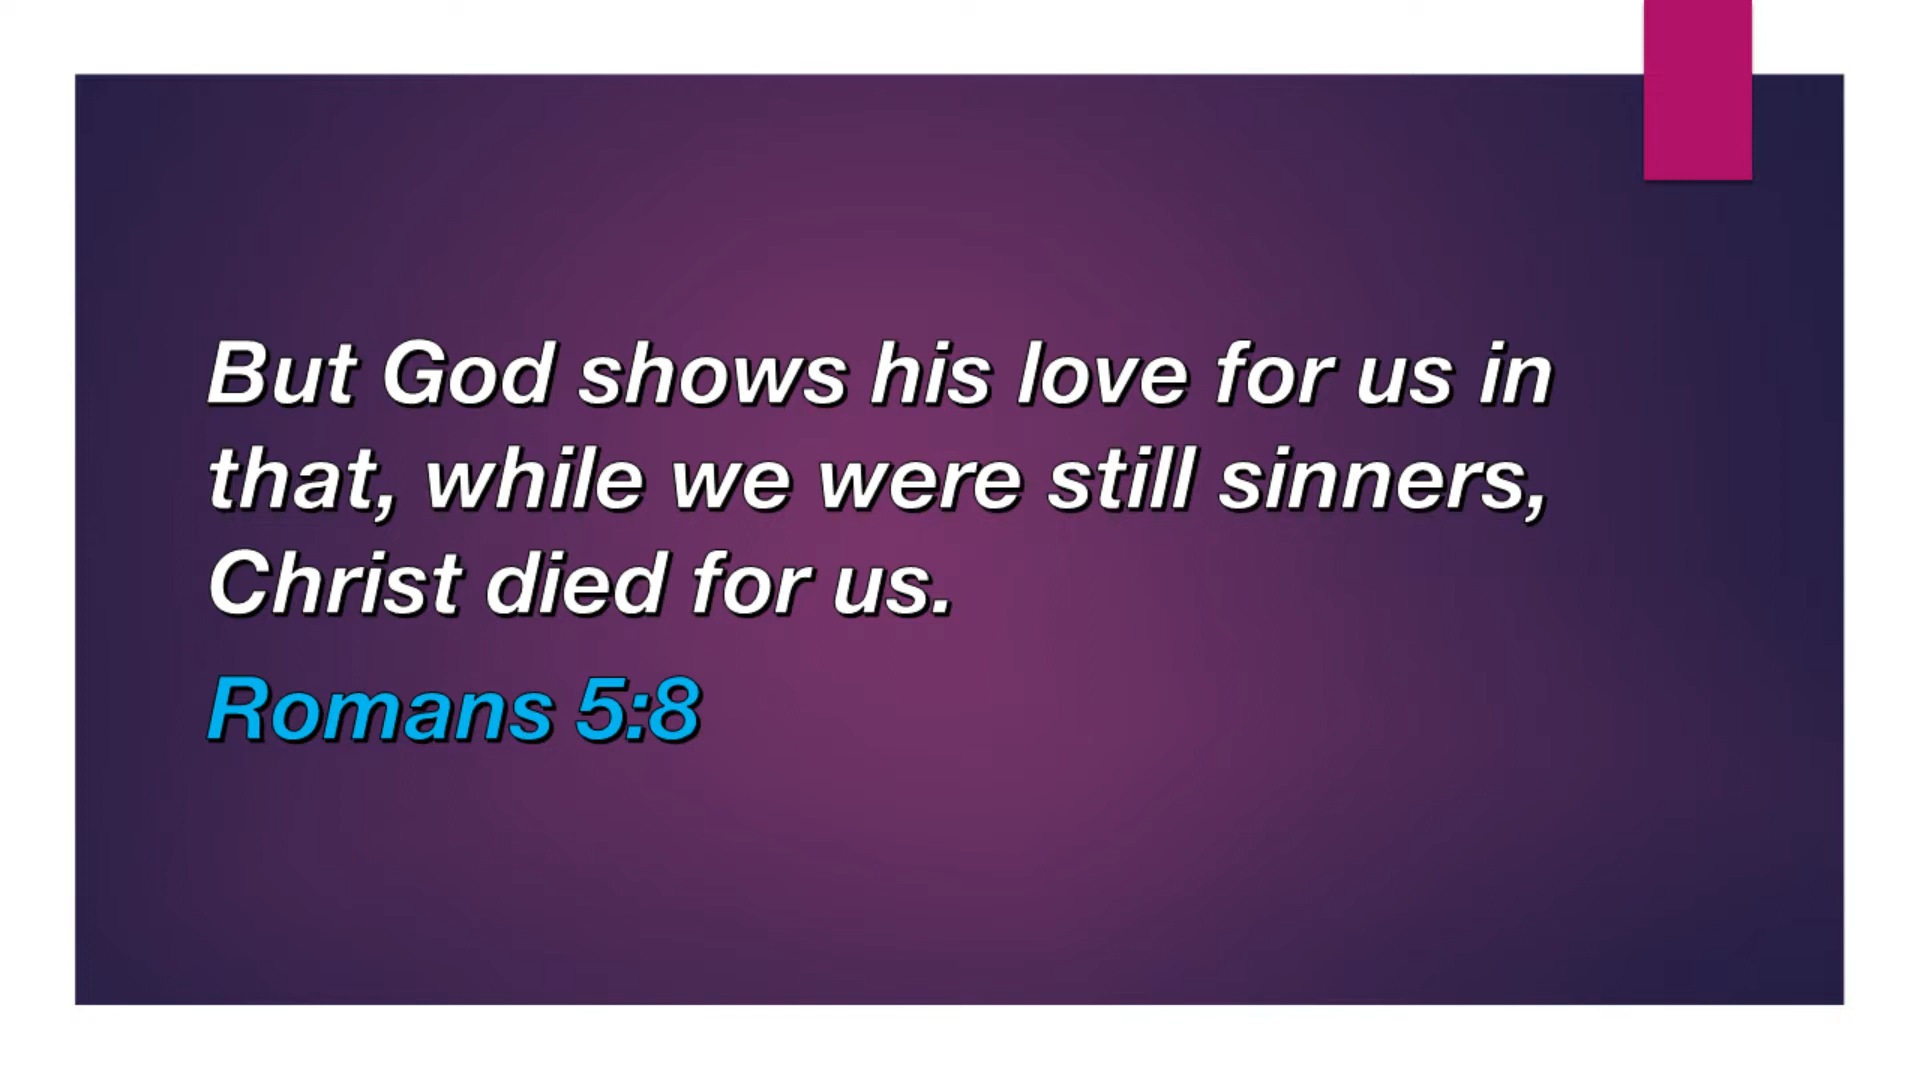 But God shows his love for us in
that, while we were still sinners,
Christ died for us.
Romans 5:8